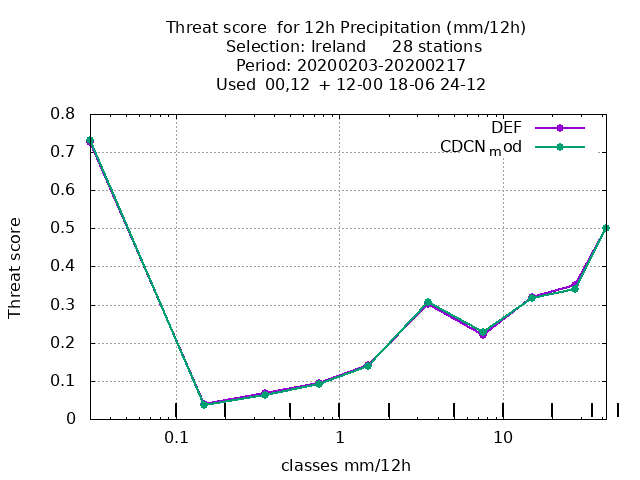 Threat score  for 12h Precipitation (mm/12h)
Selection: Ireland     28 stations
Period: 20200203-20200217
Used  00,12  + 12-00 18-06 24-12
DEF
CDCN_mod
Threat score
0.8
0.7
0.6
0.5
0.4
0.3
0.2
0.1
0
0.1
1
10
classes mm/12h